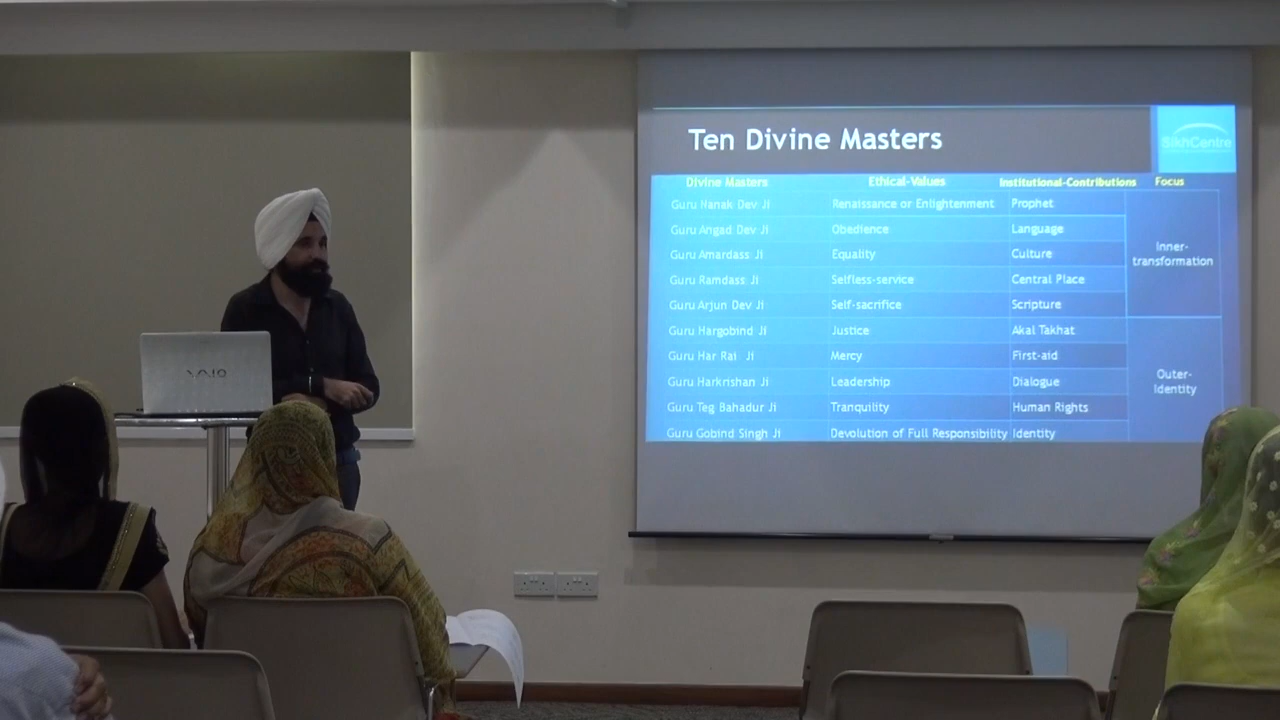 Ten Divine Masters
SikhCentre
Divine Masters Ethical-Values Institutional-Contributions Focus
Guru Nanak Dev Ji Renaissance or Enlightenment Prophet
Guru Angad Dev Ji Obedience Language
Guru Amardass Ji Equality Culture
Inner-
transformation
Guru Ramdass Ji Selfless-service Central Place
Guru Arjun Dev Ji Self-sacrifice Scripture
Guru Hargobind Ji Justice Akal Takhat
Guru Har Rai Ji Mercy First-aid
Guru Harkrishan Ji Leadership Dialogue
Outer-
Identity
Guru Teg Bahadur Ji Tranquility Human Rights
Guru Gobind Singh Ji Devolution of Full Responsibility Identity
VAIO